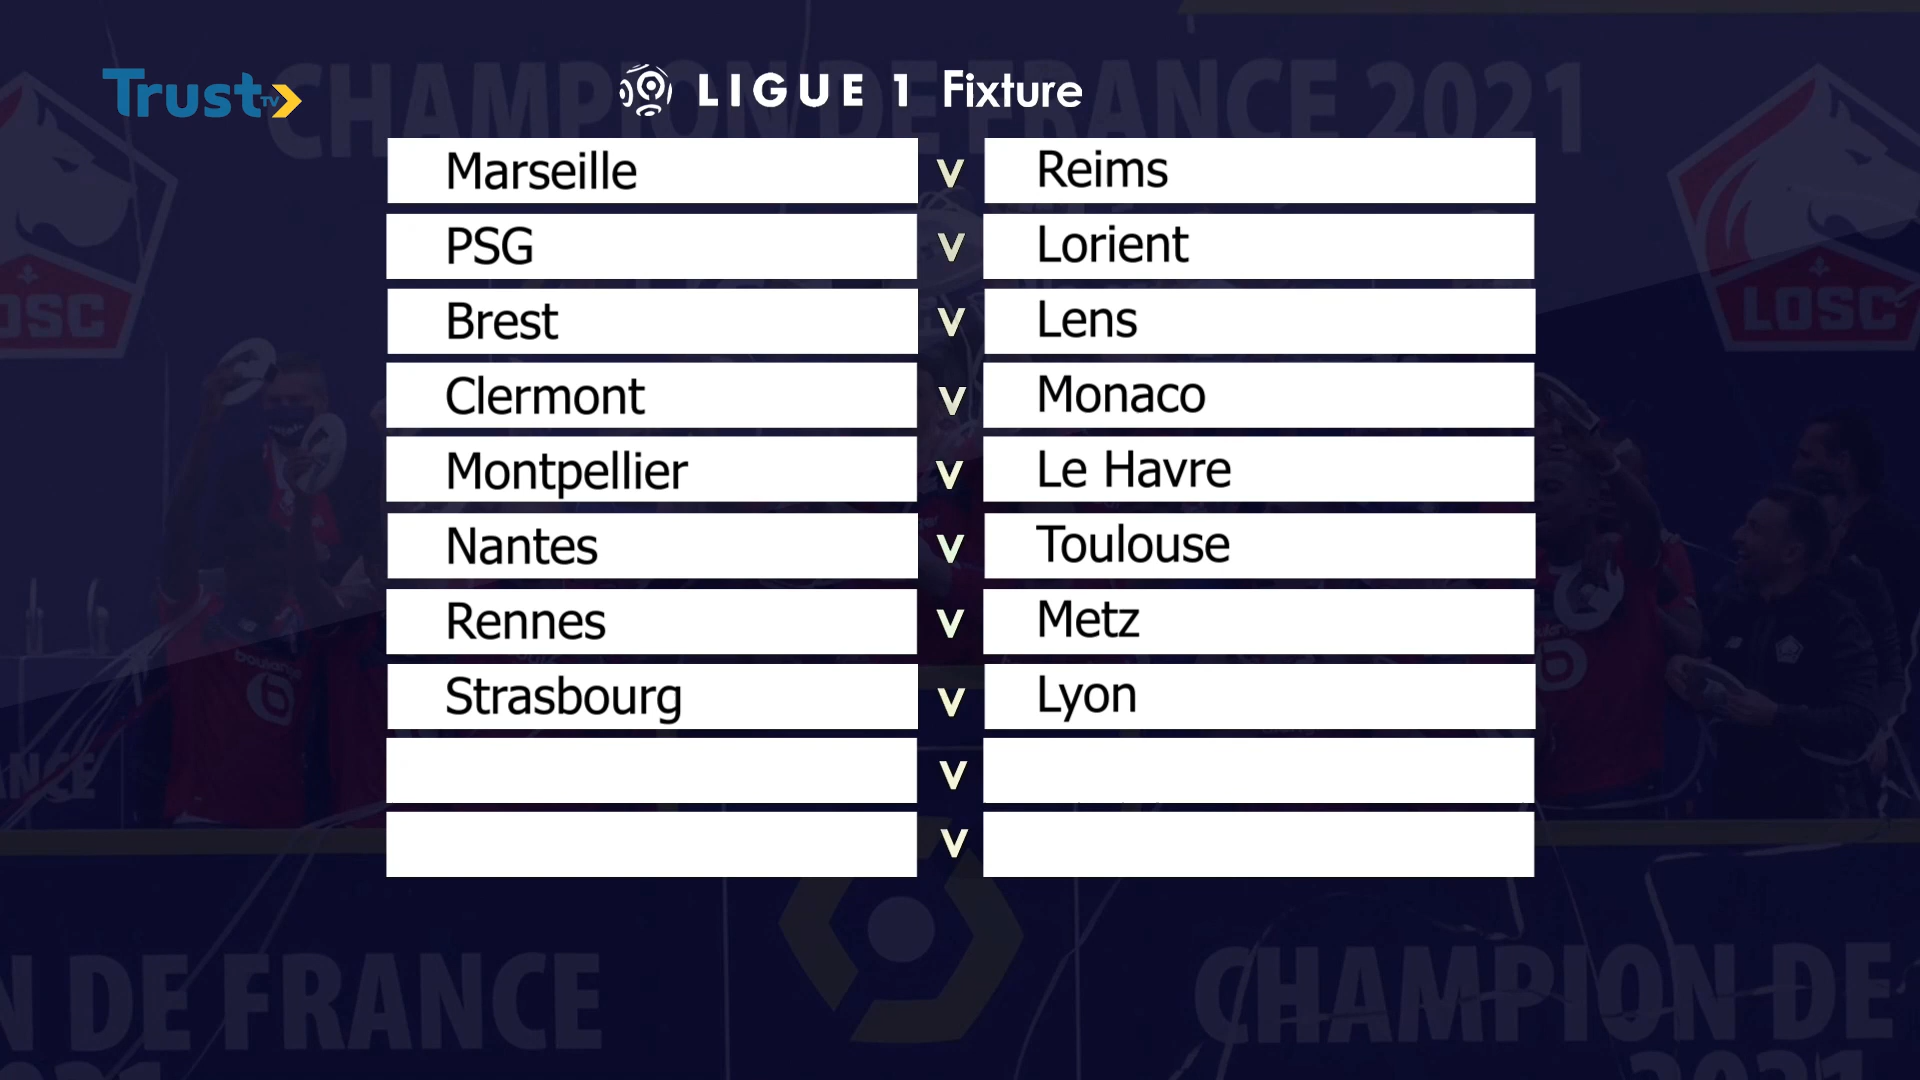 CHAMPION DE FRANCE 2021
Trust TV
LIGUE 1 Fixture
Marseille V Reims
PSG V Lorient
Brest V Lens
Clermont V Monaco
Montpellier V Le Havre
Nantes V Toulouse
Rennes V Metz
Strasbourg V Lyon
V
V
LOSC
LOSC
N DE FRANCE
CHAMPION DE
2021